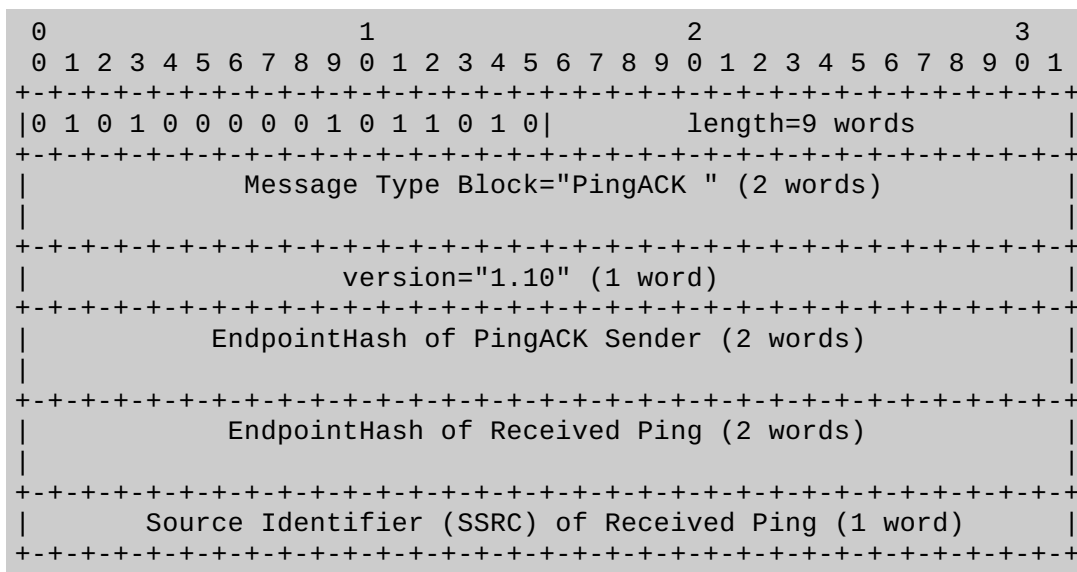 0                   1                   2                   3
 0 1 2 3 4 5 6 7 8 9 0 1 2 3 4 5 6 7 8 9 0 1 2 3 4 5 6 7 8 9 0 1
+-+-+-+-+-+-+-+-+-+-+-+-+-+-+-+-+-+-+-+-+-+-+-+-+-+-+-+-+-+-+-+-+
|0 1 0 1 0 0 0 0 0 1 0 1 1 0 1 0|        length=9 words         |
+-+-+-+-+-+-+-+-+-+-+-+-+-+-+-+-+-+-+-+-+-+-+-+-+-+-+-+-+-+-+-+-+
|             Message Type Block="PingACK " (2 words)           |
|                                                               |
+-+-+-+-+-+-+-+-+-+-+-+-+-+-+-+-+-+-+-+-+-+-+-+-+-+-+-+-+-+-+-+-+
|                   version="1.10" (1 word)                     |
+-+-+-+-+-+-+-+-+-+-+-+-+-+-+-+-+-+-+-+-+-+-+-+-+-+-+-+-+-+-+-+-+
|           EndpointHash of PingACK Sender (2 words)            |
|                                                               |
+-+-+-+-+-+-+-+-+-+-+-+-+-+-+-+-+-+-+-+-+-+-+-+-+-+-+-+-+-+-+-+-+
|            EndpointHash of Received Ping (2 words)            |
|                                                               |
+-+-+-+-+-+-+-+-+-+-+-+-+-+-+-+-+-+-+-+-+-+-+-+-+-+-+-+-+-+-+-+-+
|       Source Identifier (SSRC) of Received Ping (1 word)      |
+-+-+-+-+-+-+-+-+-+-+-+-+-+-+-+-+-+-+-+-+-+-+-+-+-+-+-+-+-+-+-+-+